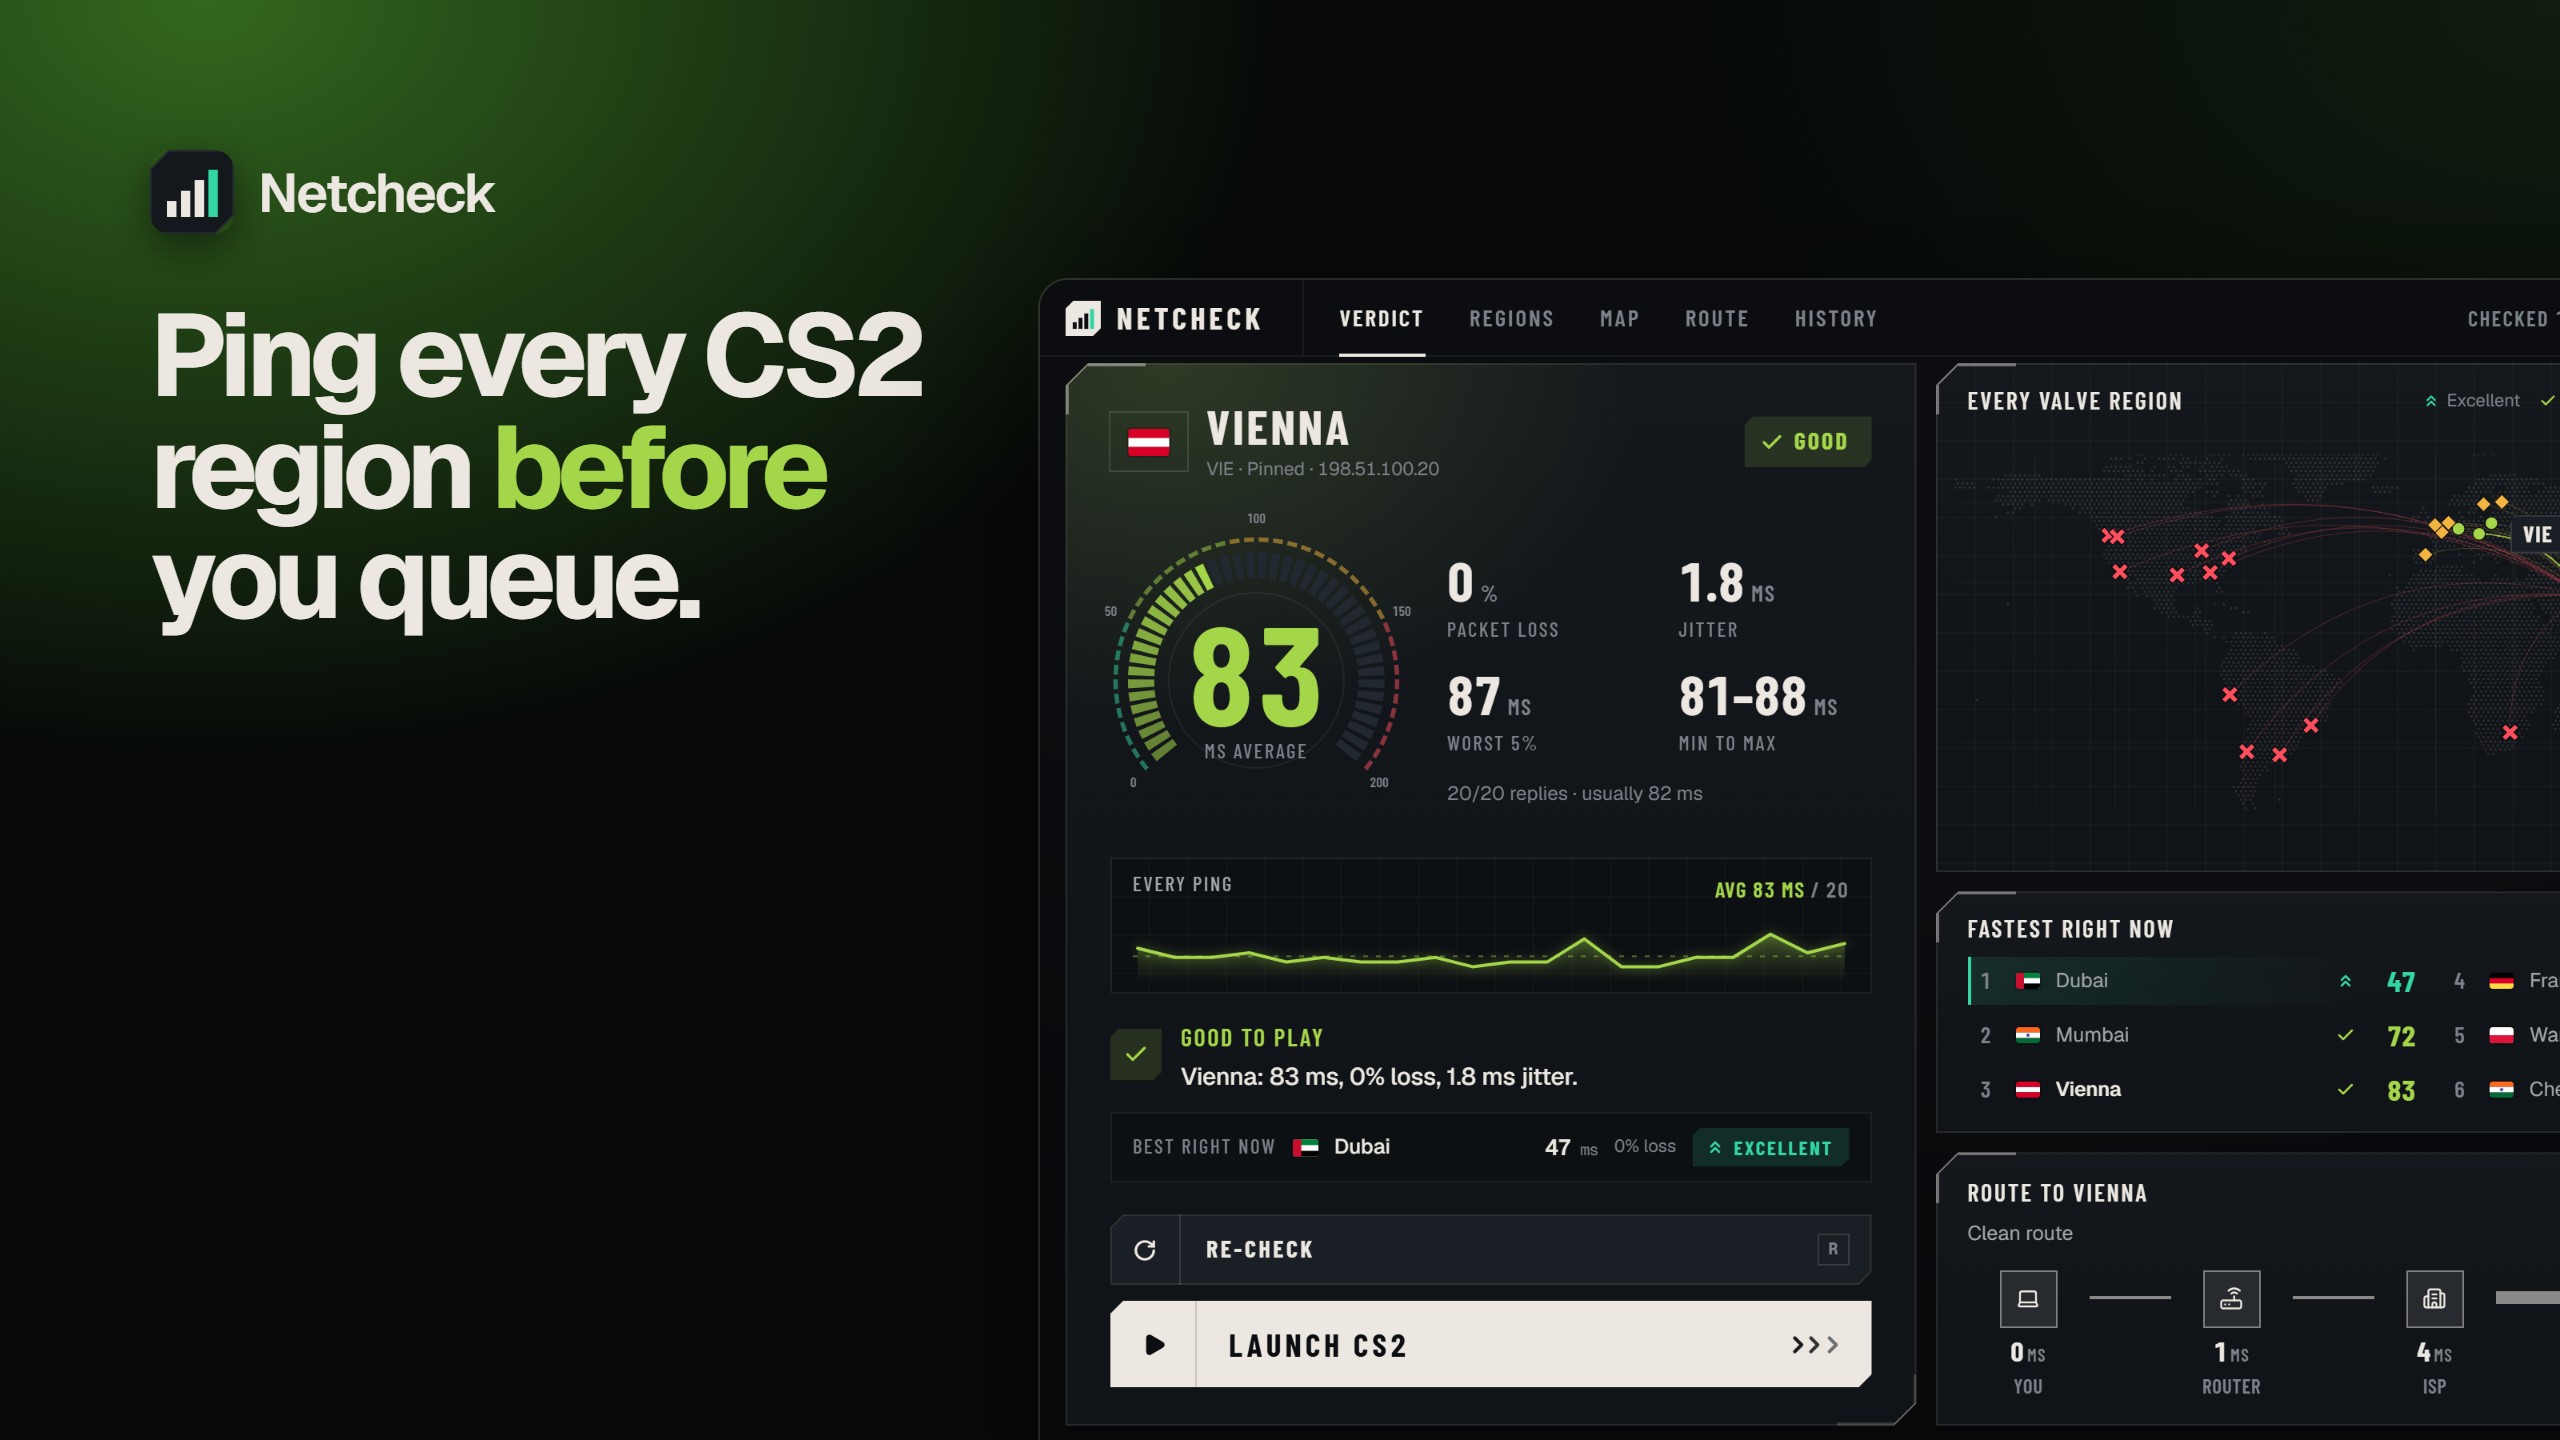 Netcheck
Ping every CS2
region before
you queue.
NETCHECK
VERDICT
REGIONS
MAP
ROUTE
HISTORY
CHECKED
VIENNA
VIE · Pinned · 198.51.100.20
GOOD
100
50
150
83
MS AVERAGE
0
200
0 %
PACKET LOSS
1.8 MS
JITTER
87 MS
WORST 5%
81–88 MS
MIN TO MAX
20/20 replies · usually 82 ms
EVERY PING
AVG 83 MS / 20
GOOD TO PLAY
Vienna: 83 ms, 0% loss, 1.8 ms jitter.
BEST RIGHT NOW
Dubai
47 ms
0% loss
EXCELLENT
RE-CHECK
R
LAUNCH CS2
EVERY VALVE REGION
Excellent
VIE
FASTEST RIGHT NOW
1 Dubai 47
2 Mumbai 72
3 Vienna 83
4 Fra
5 Wa
6 Che
ROUTE TO VIENNA
Clean route
0 MS
YOU
1 MS
ROUTER
4 MS
ISP